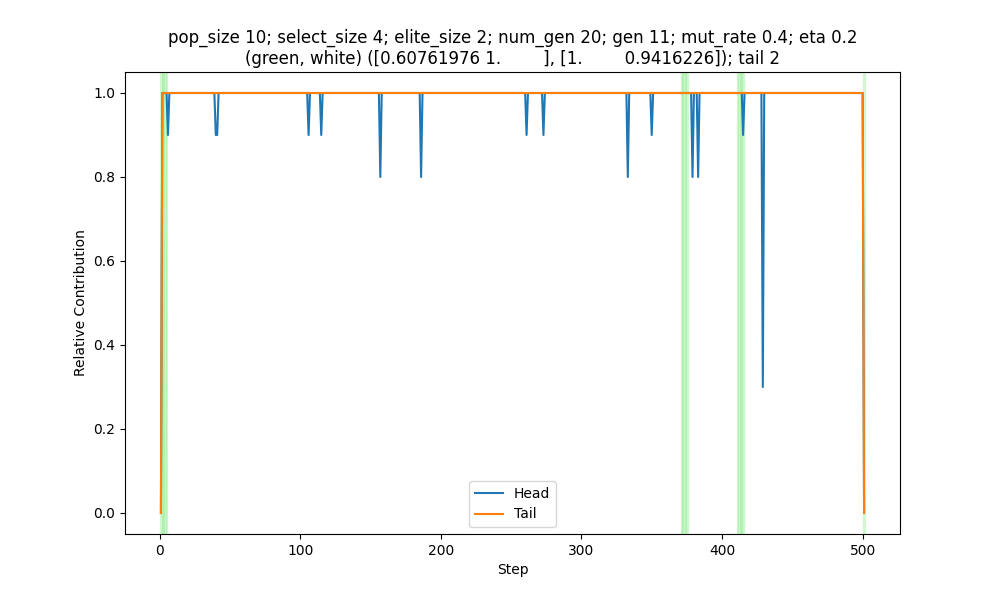 pop_size 10; select_size 4; elite_size 2; num_gen 20; gen 11; mut_rate 0.4; eta 0.2
(green, white) ([0.60761976 1.        ], [1.        0.9416226]); tail 2
1.0
0.8
0.6
0.4
0.2
0.0
Relative Contribution
Head
Tail
0 100 200 300 400 500
Step